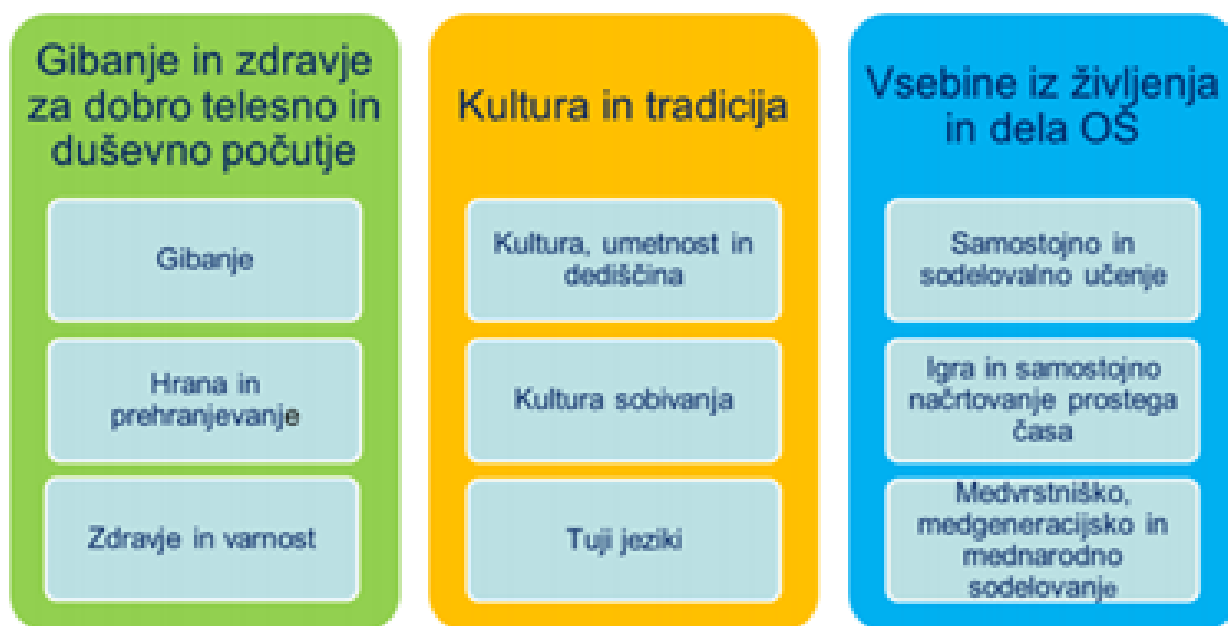 Gibanje in zdravje
za dobro telesno in
duševno počutje
Gibanje
Hrana in
prehranjevanje
Zdravje in varnost
Kultura in tradicija
Kultura, umetnost in
dediščina
Kultura sobivanja
Tuji jeziki
Vsebine iz življenja
in dela OŠ
Samostojno in
sodelovalno učenje
Igra in samostojno
načrtovanje prostega
časa
Medvrstniško,
medgeneracijsko in
mednarodno
sodelovanje